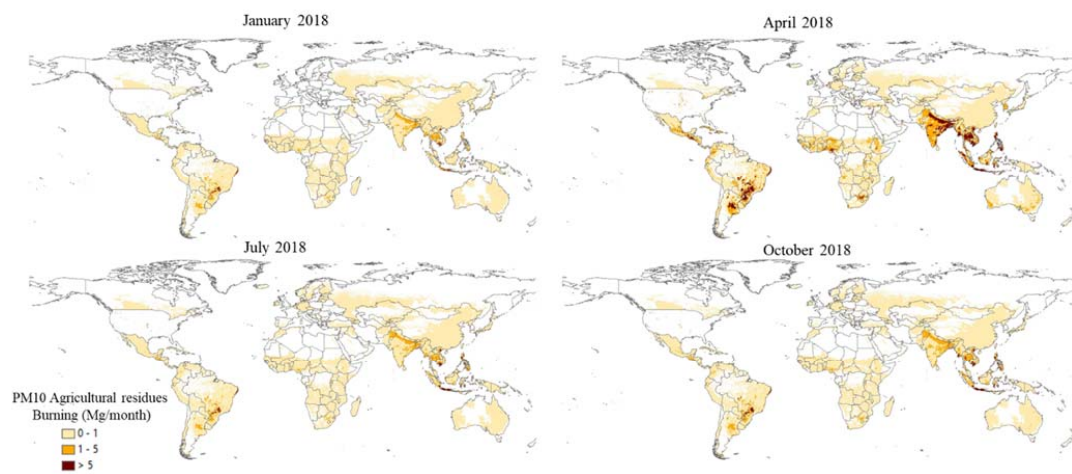 January 2018
April 2018
July 2018
October 2018
PM10 Agricultural residues
Burning (Mg/month)
0 - 1
1 - 5
> 5